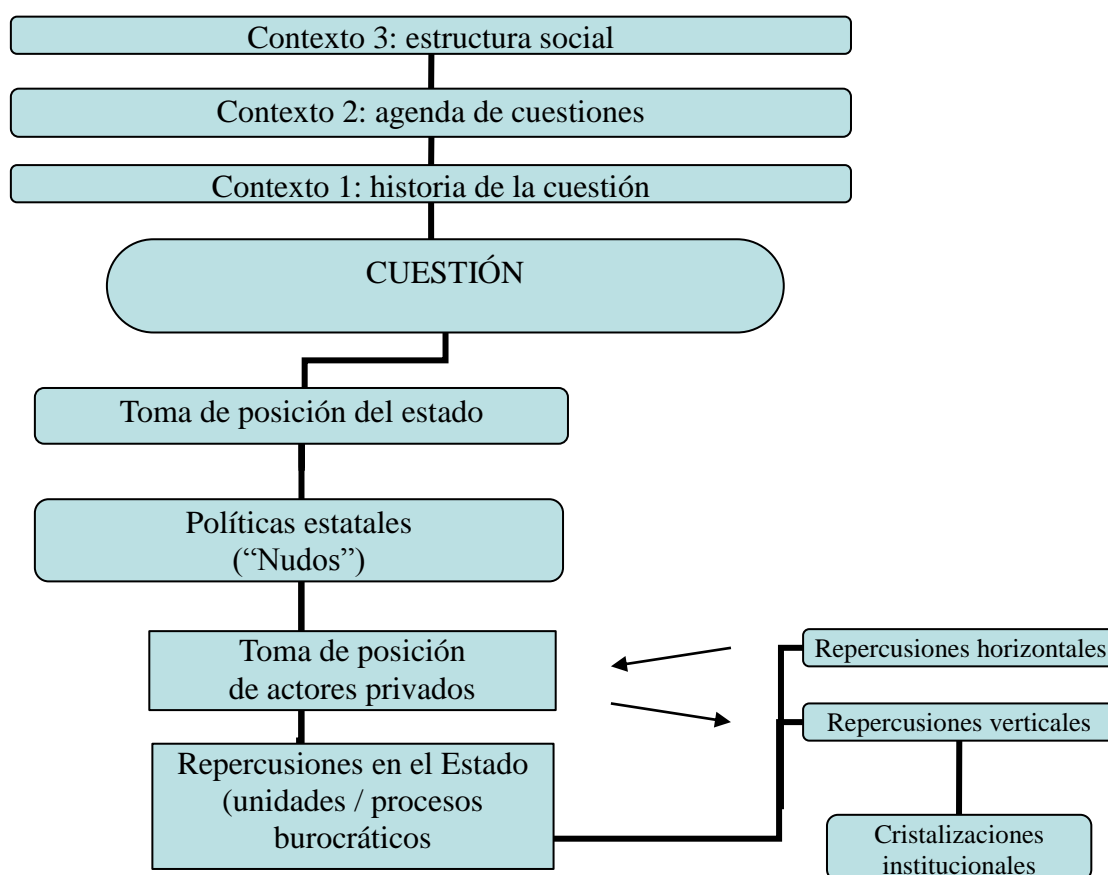 Contexto 3: estructura social
Contexto 2: agenda de cuestiones
Contexto 1: historia de la cuestión
CUESTIÓN
Toma de posición del estado
Políticas estatales
(“Nudos”)
Toma de posición
de actores privados
Repercusiones en el Estado
(unidades / procesos
burocráticos
Repercusiones horizontales
Repercusiones verticales
Cristalizaciones
institucionales